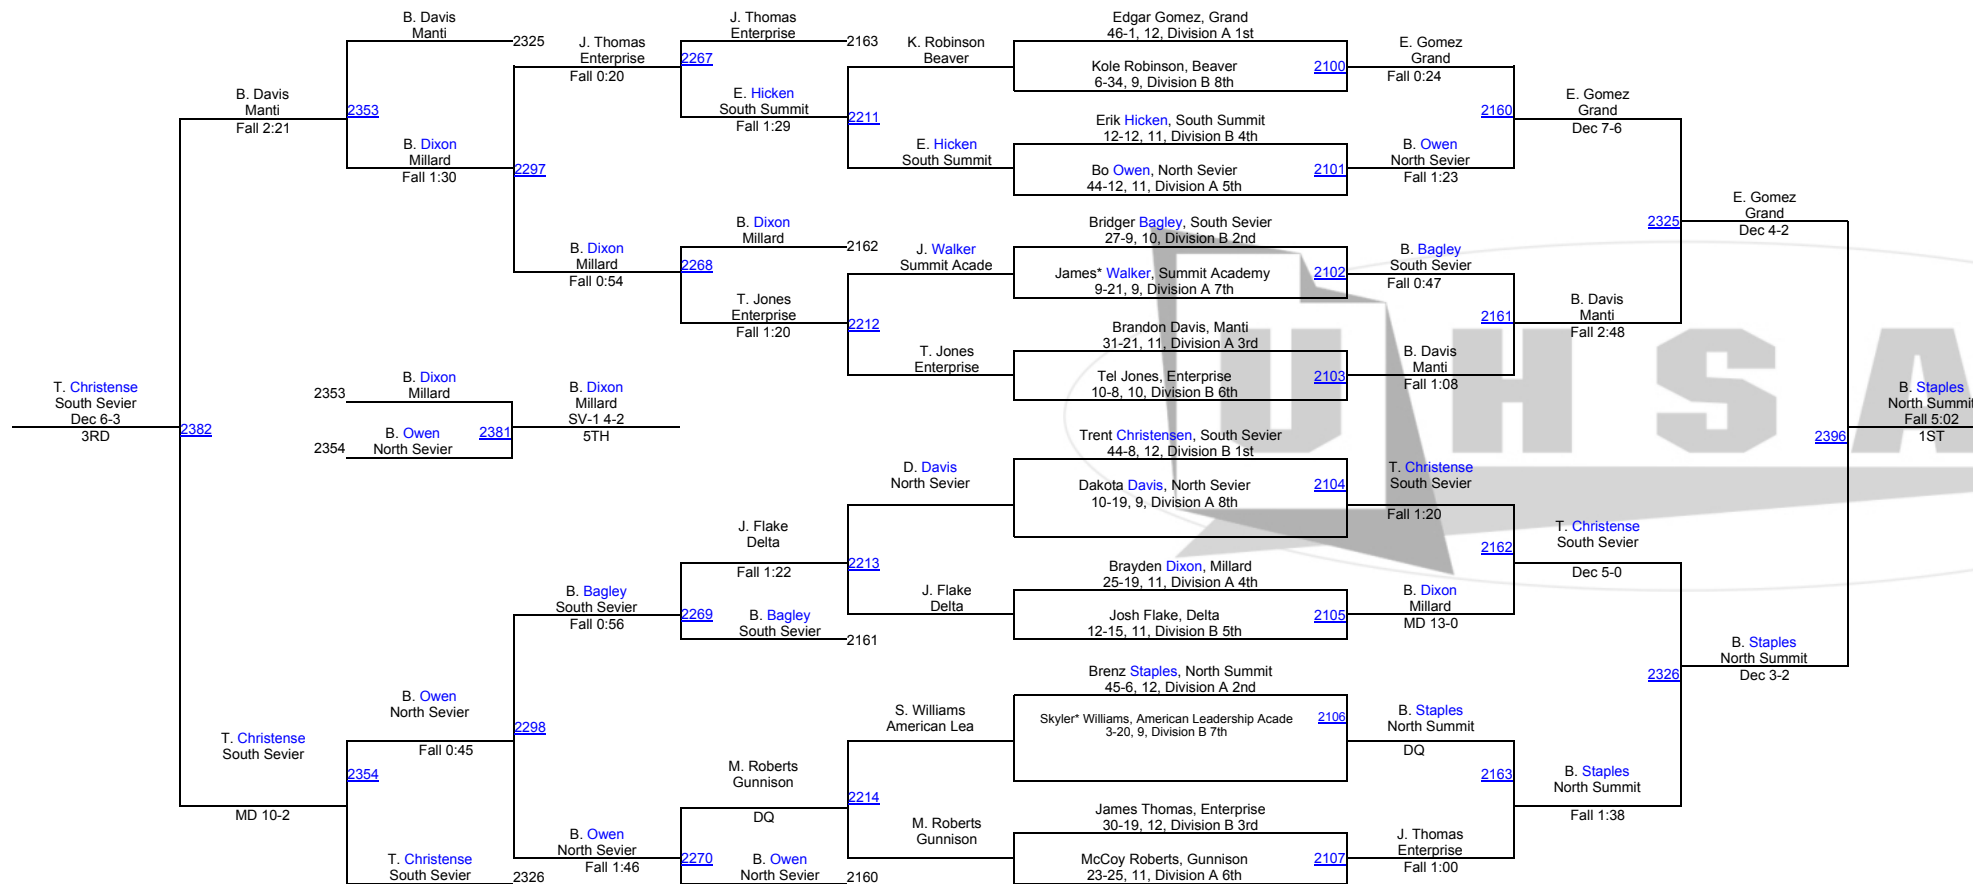 B. Davis
Manti
2325
J. Thomas
Enterprise
2163
K. Robinson
Beaver
Edgar Gomez, Grand
46-1, 12, Division A 1st
E. Gomez
Grand
J. Thomas
Enterprise
Fall 0:20
2267
Kole Robinson, Beaver
6-34, 9, Division B 8th
2100
Fall 0:24
B. Davis
Manti
Fall 2:21
2353
E. Hicken
South Summit
Fall 1:29
2211
Erik Hicken, South Summit
12-12, 11, Division B 4th
2160
E. Gomez
Grand
Dec 7-6
B. Dixon
Millard
Fall 1:30
2297
E. Hicken
South Summit
Bo Owen, North Sevier
44-12, 11, Division A 5th
2101
B. Owen
North Sevier
Fall 1:23
B. Dixon
Millard
2162
J. Walker
Summit Acade
Bridger Bagley, South Sevier
27-9, 10, Division B 2nd
2325
E. Gomez
Grand
Dec 4-2
B. Dixon
Millard
Fall 0:54
2268
James* Walker, Summit Academy
9-21, 9, Division A 7th
2102
B. Bagley
South Sevier
Fall 0:47
T. Jones
Enterprise
Fall 1:20
2212
Brandon Davis, Manti
31-21, 11, Division A 3rd
2161
B. Davis
Manti
Fall 2:48
T. Jones
Enterprise
Tel Jones, Enterprise
10-8, 10, Division B 6th
2103
B. Davis
Manti
Fall 1:08
UHSA
T. Christense
South Sevier
Dec 6-3
3RD
2382
2353
B. Dixon
Millard
2354
B. Owen
North Sevier
2381
B. Dixon
Millard
SV-1 4-2
5TH
2396
B. Staples
North Summit
Fall 5:02
1ST
D. Davis
North Sevier
Trent Christensen, South Sevier
44-8, 12, Division B 1st
Dakota Davis, North Sevier
10-19, 9, Division A 8th
2104
T. Christense
South Sevier
Fall 1:20
J. Flake
Delta
Fall 1:22
2213
2162
T. Christense
South Sevier
Dec 5-0
B. Bagley
South Sevier
Fall 0:56
2269
B. Bagley
South Sevier
2161
J. Flake
Delta
Brayden Dixon, Millard
25-19, 11, Division A 4th
Josh Flake, Delta
12-15, 11, Division B 5th
2105
B. Dixon
Millard
MD 13-0
2326
B. Staples
North Summit
Dec 3-2
B. Owen
North Sevier
Fall 0:45
2298
S. Williams
American Lea
Brenz Staples, North Summit
45-6, 12, Division A 2nd
Skyler* Williams, American Leadership Acade
3-20, 9, Division B 7th
2106
B. Staples
North Summit
DQ
T. Christense
South Sevier
MD 10-2
2354
M. Roberts
Gunnison
DQ
2214
2163
B. Staples
North Summit
Fall 1:38
T. Christense
South Sevier
2326
B. Owen
North Sevier
Fall 1:46
2270
B. Owen
North Sevier
2160
M. Roberts
Gunnison
James Thomas, Enterprise
30-19, 12, Division B 3rd
McCoy Roberts, Gunnison
23-25, 11, Division A 6th
2107
J. Thomas
Enterprise
Fall 1:00